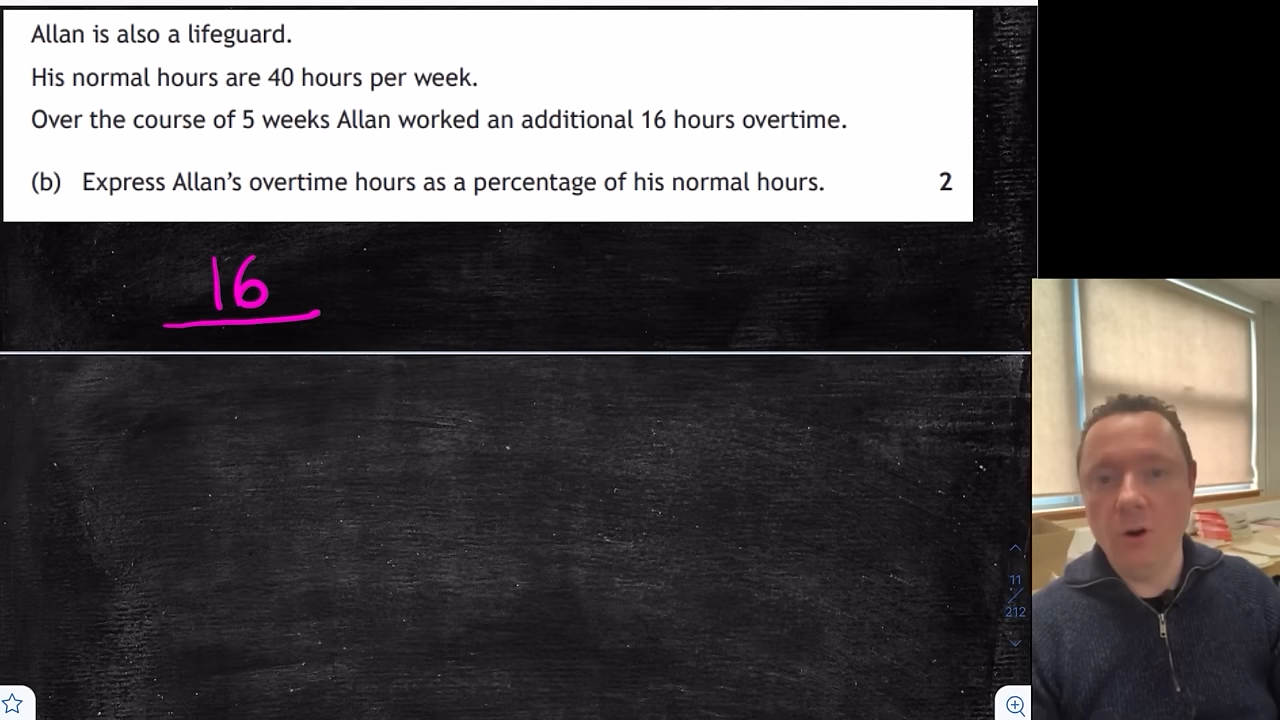 Allan is also a lifeguard.
His normal hours are 40 hours per week.
Over the course of 5 weeks Allan worked an additional 16 hours overtime.
(b) Express Allan's overtime hours as a percentage of his normal hours. 2
16
11
212